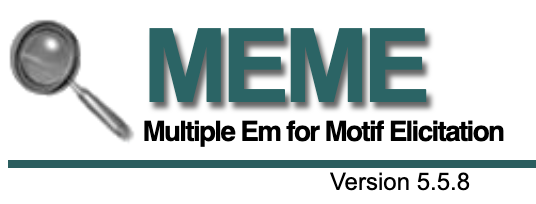 MEME
Multiple Em for Motif Elicitation
Version 5.5.8